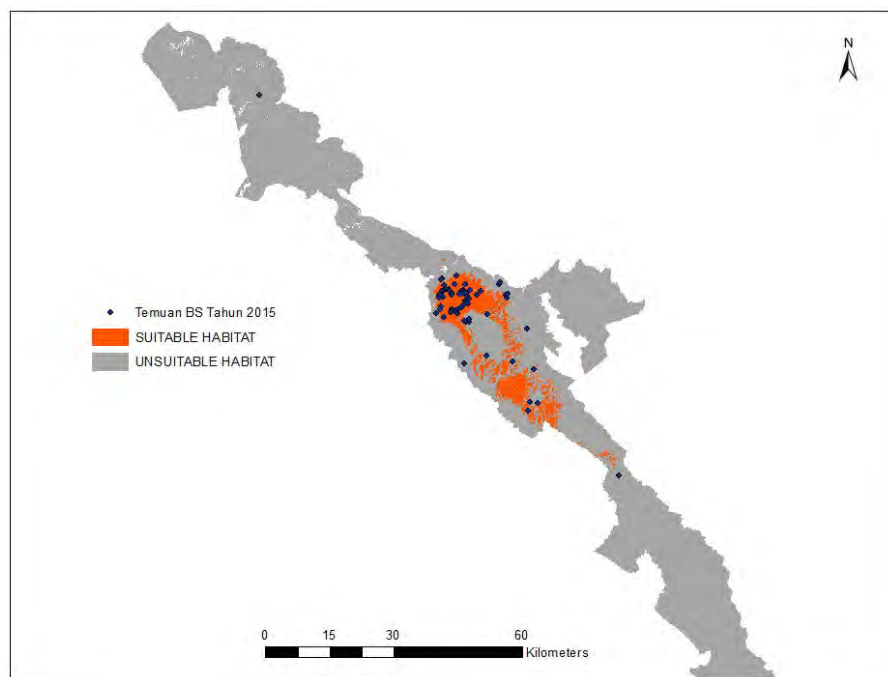 N
Temuan BS Tahun 2015
SUITABLE HABITAT
UNSUITABLE HABITAT
0 15 30 60
Kilometers